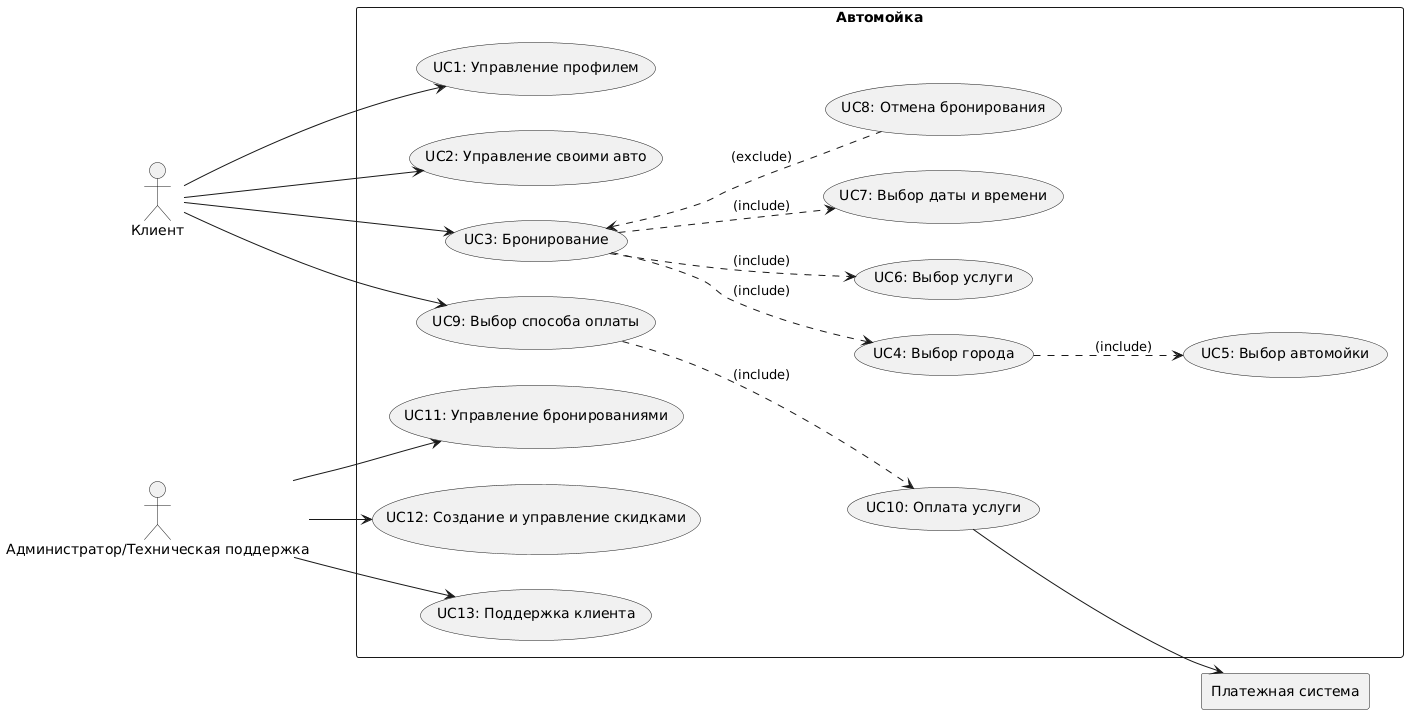 Автомойка
UC1: Управление профилем
UC8: Отмена бронирования
UC2: Управление своими авто
(exclude)
UC7: Выбор даты и времени
(include)
Клиент
UC3: Бронирование
(include)
UC6: Выбор услуги
(include)
UC9: Выбор способа оплаты
UC4: Выбор города
(include)
UC5: Выбор автомойки
(include)
UC11: Управление бронированиями
UC10: Оплата услуги
UC12: Создание и управление скидками
Администратор/Техническая поддержка
UC13: Поддержка клиента
Платежная система